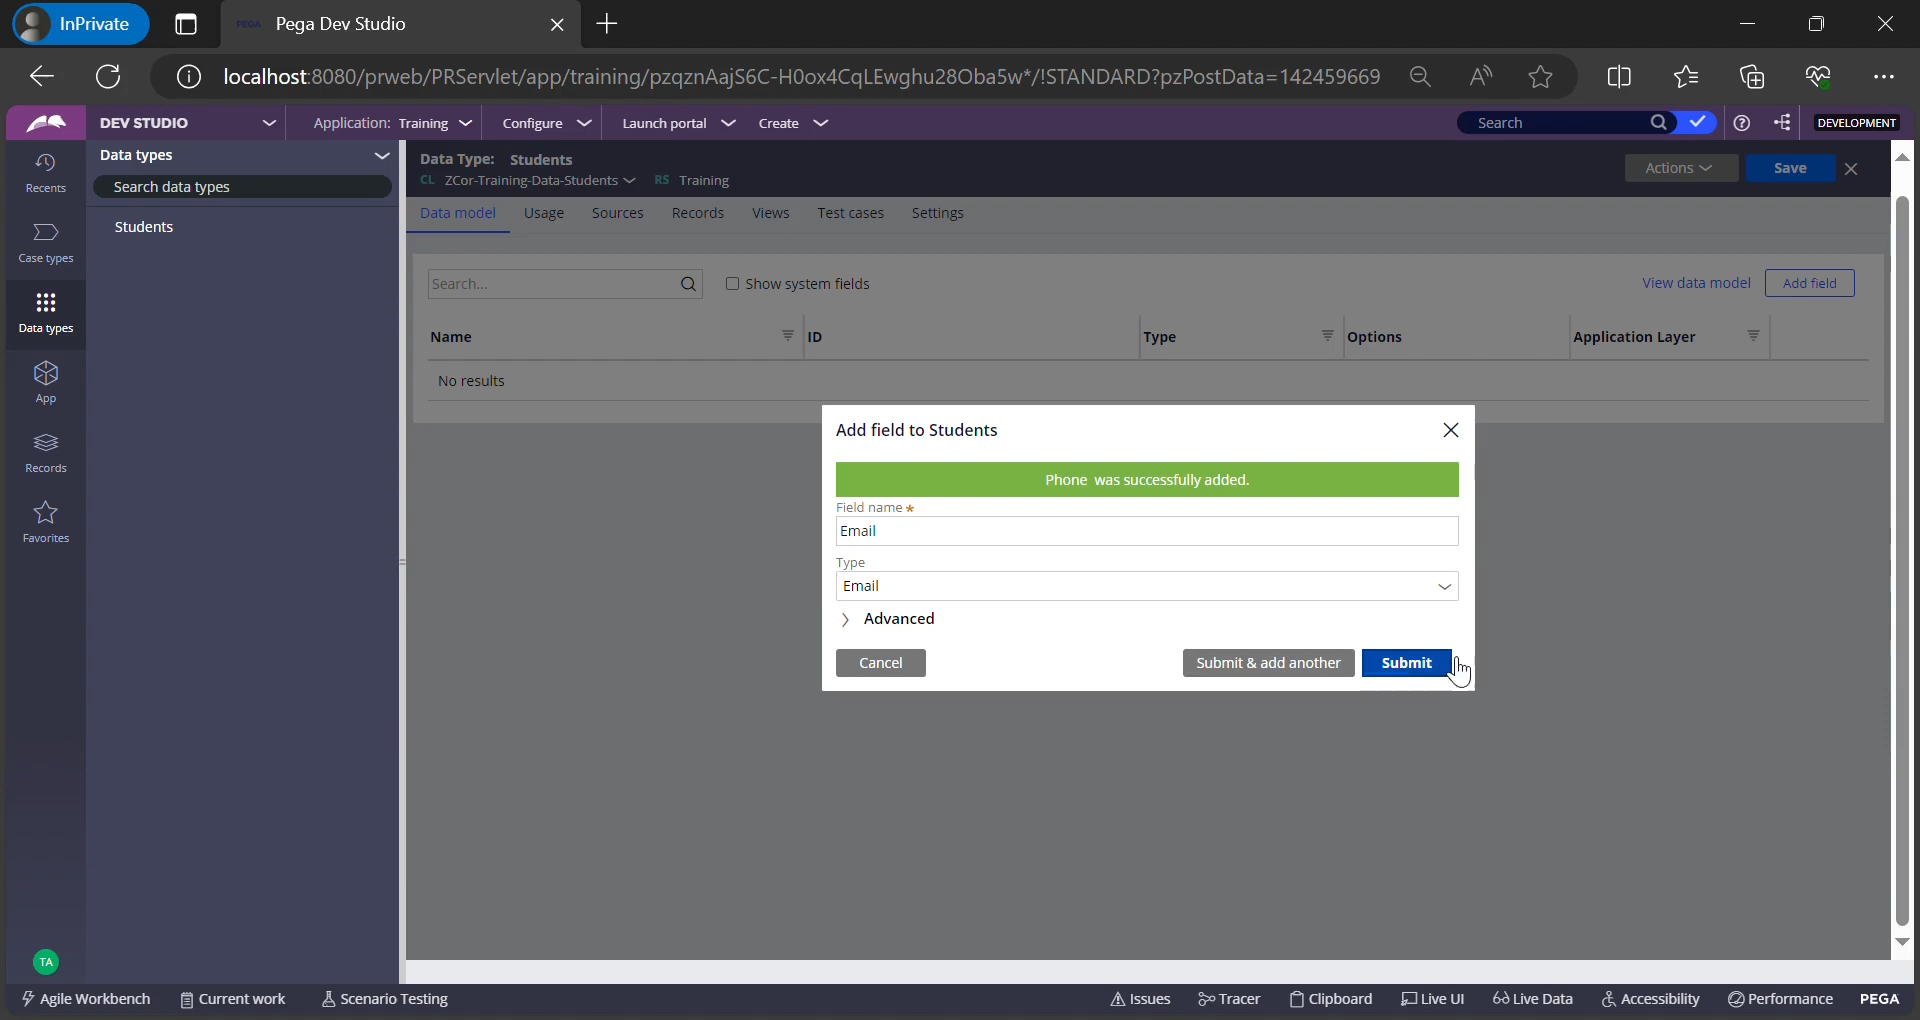 InPrivate
PEGA Pega Dev Studio
localhost:8080/prweb/PRServlet/app/training/pzqznAajS6C-H0ox4CqLEwghu28Oba5w*/!STANDARD?pzPostData=142459669
DEV STUDIO
Application: Training
Configure
Launch portal
Create
Search
DEVELOPMENT
Recents
Case types
Data types
App
Records
Favorites
TA
Data types
Search data types
Students
Data Type: Students
CL ZCor-Training-Data-Students RS Training
Actions
Save
Data model Usage Sources Records Views Test cases Settings
Search...
Show system fields
View data model
Add field
Name ID Type Options Application Layer
No results
Add field to Students
Phone was successfully added.
Field name *
Email
Type
Email
Advanced
Cancel
Submit & add another
Submit
Agile Workbench Current work Scenario Testing Issues Tracer Clipboard Live UI Live Data Accessibility Performance PEGA